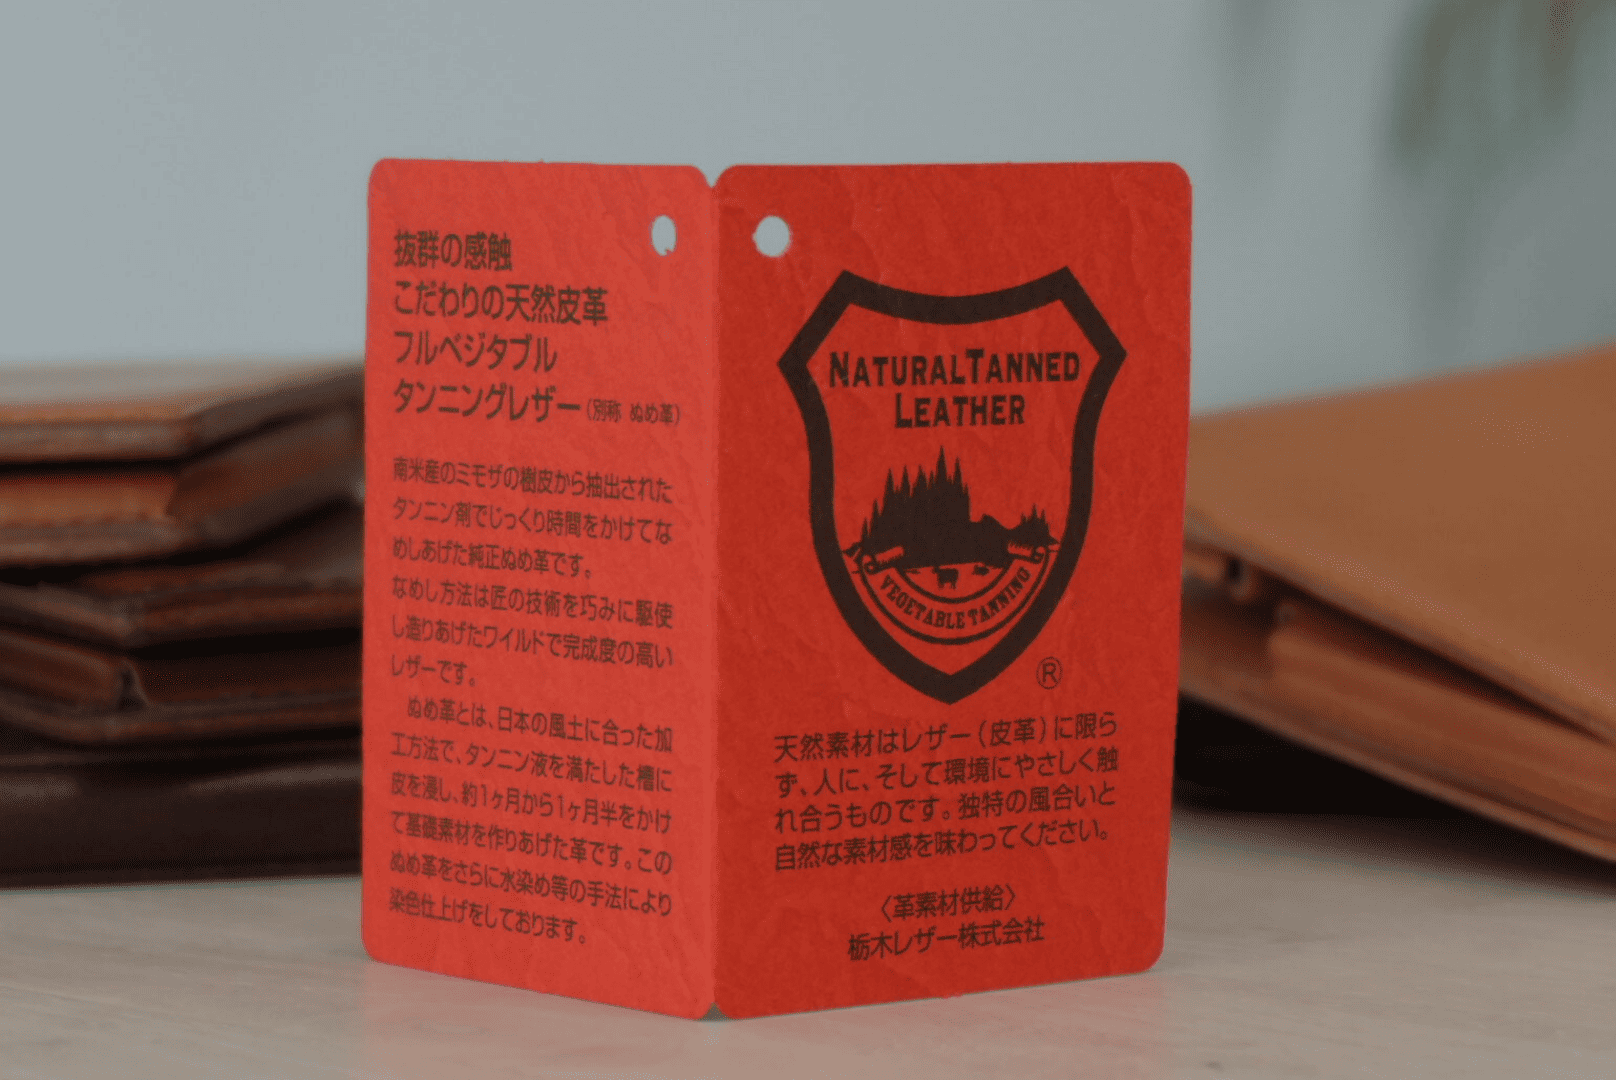 抜群の感触
こだわりの天然皮革
フルベジタブル
タンニングレザー(別称 ぬめ革)
南米産のミモザの樹皮から抽出された
タンニン剤でじっくり時間をかけてな
めしあげた純正ぬめ革です。
なめし方法は匠の技術を巧みに駆使
し造りあげたワイルドで完成度の高い
レザーです。
ぬめ革とは、日本の風土に合った加
工方法で、タンニン液を満たした槽に
皮を浸し、約1ヶ月から1ヶ月半をかけ
て基礎素材を作りあげた革です。この
ぬめ革をさらに水染め等の手法により
染色仕上げをしております。
NATURAL TANNED
LEATHER
VEGETABLE TANNING
®
天然素材はレザー(皮革)に限ら
ず、人に、そして環境にやさしく触
れ合うものです。独特の風合いと
自然な素材感を味わってください。
〈革素材供給〉
栃木レザー株式会社